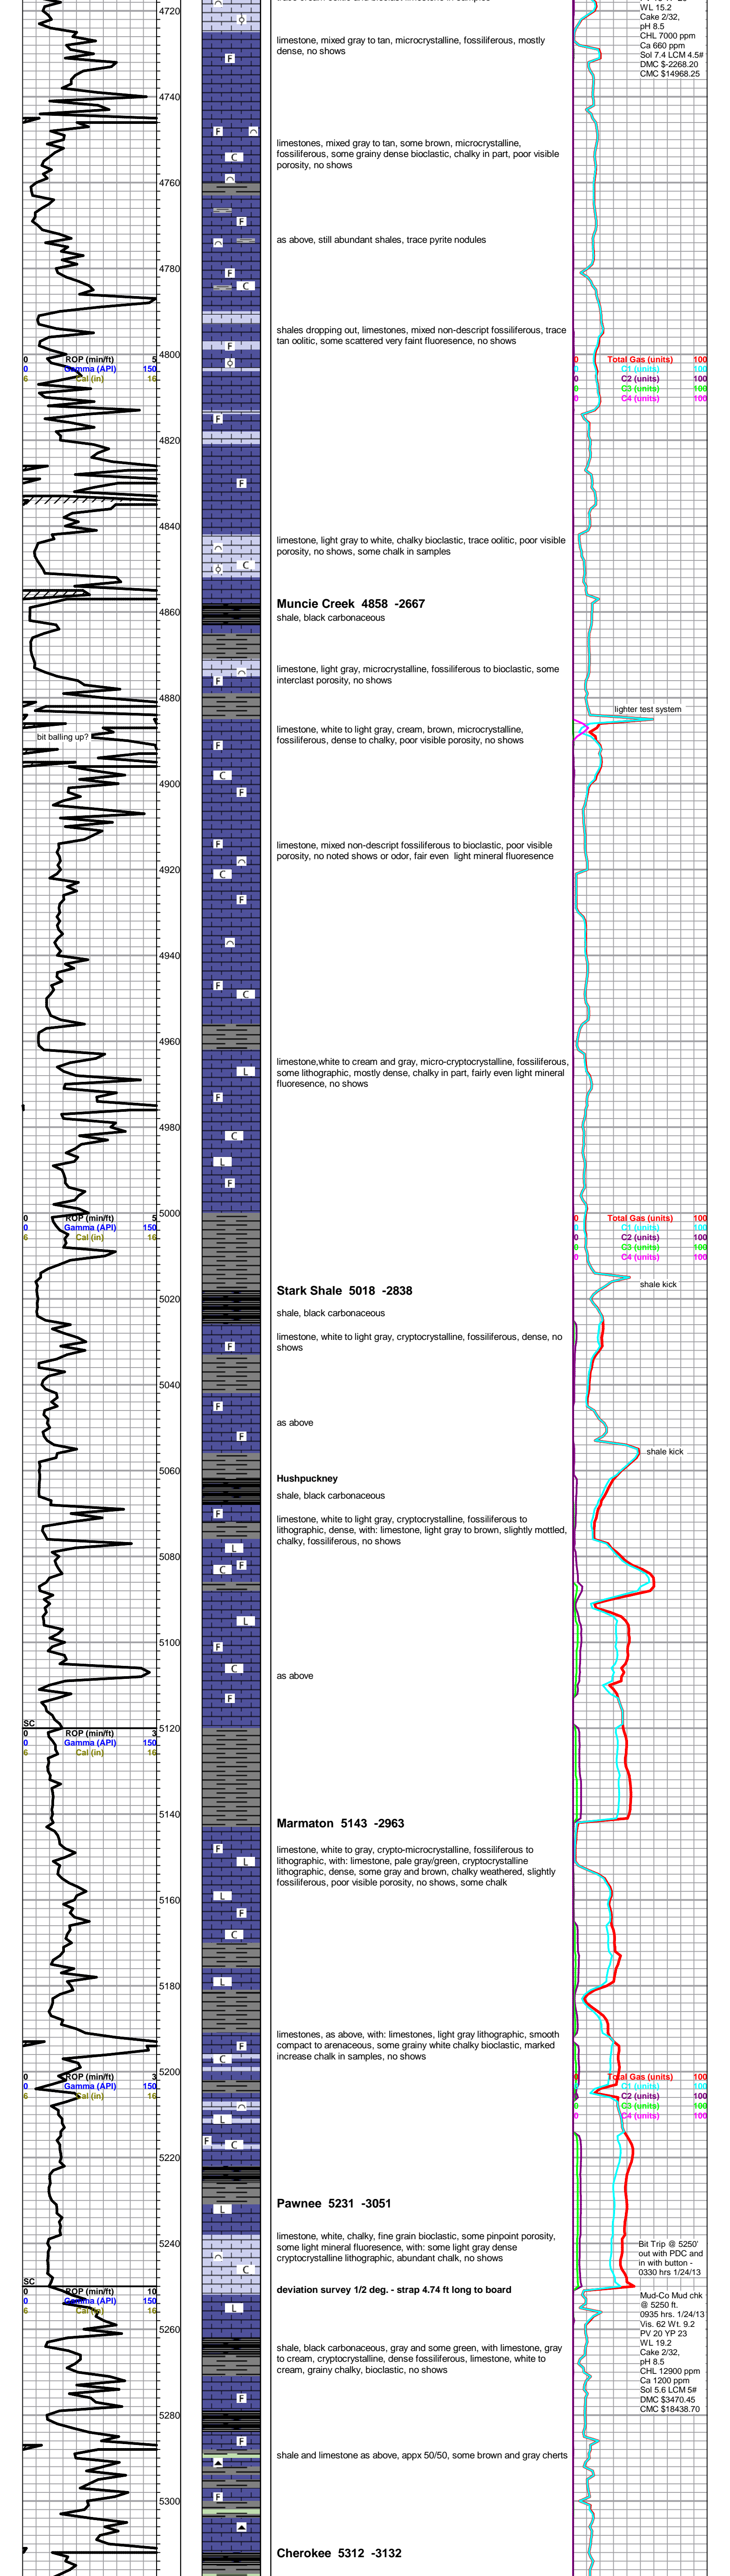 4720
WL 15.2
Cake 2/32,
pH 8.5
CHL 7000 ppm
Ca 660 ppm
Sol 7.4 LCM 4.5#
DMC $-2268.20
CMC $14968.25
limestone, mixed gray to tan, microcrystalline, fossiliferous, mostly
dense, no shows
F
4740
F
limestones, mixed gray to tan, some brown, microcrystalline,
fossiliferous, some grainy dense bioclastic, chalky in part, poor visible
porosity, no shows
C
4760
F
as above, still abundant shales, trace pyrite nodules
4780
F
C
shales dropping out, limestones, mixed non-descript fossiliferous, trace
tan oolitic, some scattered very faint fluoresence, no shows
F
4800
0 ROP (min/ft) 5
0 Gamma (API) 150
6 Cal (in) 16
0 Total Gas (units) 100
0 C1 (units) 100
0 C2 (units) 100
0 C3 (units) 100
0 C4 (units) 100
F
4820
F
4840
limestone, light gray to white, chalky bioclastic, trace oolitic, poor visible
porosity, no shows, some chalk in samples
C
Muncie Creek 4858 -2667
4860
shale, black carbonaceous
limestone, light gray, microcrystalline, fossiliferous to bioclastic, some
interclast porosity, no shows
F
4880
lighter test system
limestone, white to light gray, cream, brown, microcrystalline,
fossiliferous, dense to chalky, poor visible porosity, no shows
bit balling up?
F
C
4900
F
limestone, mixed non-descript fossiliferous to bioclastic, poor visible
porosity, no noted shows or odor, fair even light mineral fluoresence
F
4920
C
F
4940
F
C
4960
limestone,white to cream and gray, micro-cryptocrystalline, fossiliferous,
some lithographic, mostly dense, chalky in part, fairly even light mineral
fluoresence, no shows
L
F
4980
C
L
F
5000
0 ROP (min/ft) 5
0 Gamma (API) 150
6 Cal (in) 16
0 Total Gas (units) 100
0 C1 (units) 100
0 C2 (units) 100
0 C3 (units) 100
0 C4 (units) 100
shale kick
Stark Shale 5018 -2838
5020
shale, black carbonaceous
limestone, white to light gray, cryptocrystalline, fossiliferous, dense, no
shows
F
5040
F
as above
F
shale kick
5060
Hushpuckney
shale, black carbonaceous
F
limestone, white to light gray, cryptocrystalline, fossiliferous to
lithographic, dense, with: limestone, light gray to brown, slightly mottled,
chalky, fossiliferous, no shows
L
5080
F
C
L
5100
F
C
as above
F
SC
5120
0 ROP (min/ft) 3
0 Gamma (API) 150
6 Cal (in) 16
5140
Marmaton 5143 -2963
F
limestone, white to gray, crypto-microcrystalline, fossiliferous to
lithographic, with: limestone, pale gray/green, cryptocrystalline
lithographic, dense, some gray and brown, chalky weathered, slightly
fossiliferous, poor visible porosity, no shows, some chalk
L
5160
L
F
C
5180
L
limestones, as above, with: limestones, light gray lithographic, smooth
compact to arenaceous, some grainy white chalky bioclastic, marked
increase chalk in samples, no shows
F
C
5200
0 ROP (min/ft) 3
0 Gamma (API) 150
6 Cal (in) 16
0 Total Gas (units) 100
0 C1 (units) 100
0 C2 (units) 100
0 C3 (units) 100
0 C4 (units) 100
L
F
C
5220
Pawnee 5231 -3051
L
5240
limestone, white, chalky, fine grain bioclastic, some pinpoint porosity,
some light mineral fluoresence, with: some light gray dense
cryptocrystalline lithographic, abundant chalk, no shows
C
Bit Trip @ 5250'
out with PDC and
in with button -
0330 hrs 1/24/13
SC
0 ROP (min/ft) 10
0 Gamma (API) 150
6 Cal (in) 16
deviation survey 1/2 deg. - strap 4.74 ft long to board
L
Mud-Co Mud chk
@ 5250 ft.
0935 hrs. 1/24/13
Vis. 62 Wt. 9.2
PV 20 YP 23
WL 19.2
Cake 2/32,
pH 8.5
CHL 12900 ppm
Ca 1200 ppm
Sol 5.6 LCM 5#
DMC $3470.45
CMC $18438.70
5260
shale, black carbonaceous, gray and some green, with limestone, gray
to cream, cryptocrystalline, dense fossiliferous, limestone, white to
cream, grainy chalky, bioclastic, no shows
F
5280
F
shale and limestone as above, appx 50/50, some brown and gray cherts
F
5300
Cherokee 5312 -3132